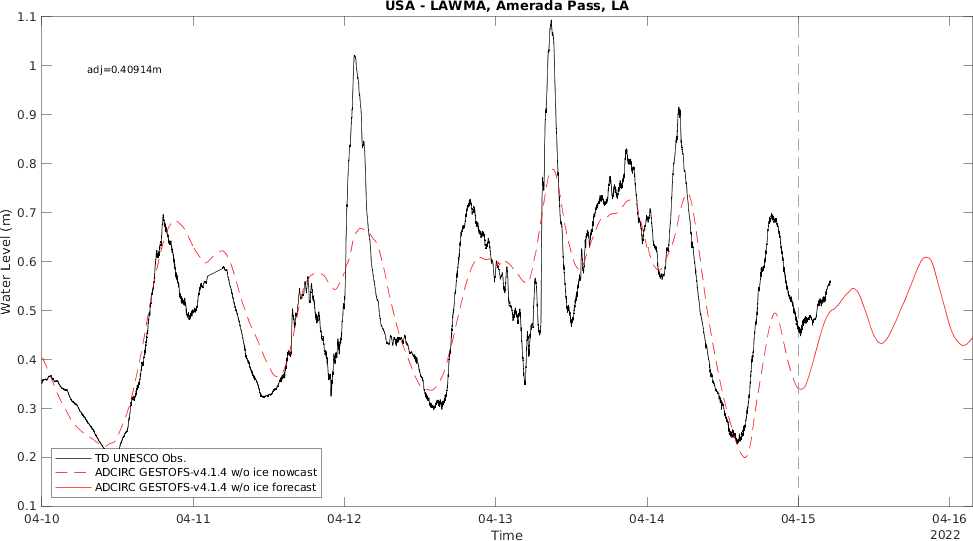 USA - LAWMA, Amerada Pass, LA
1.1
1
0.9
0.8
0.7
0.6
0.5
0.4
0.3
0.2
0.1
Water Level (m)
adj=0.40914m
TD UNESCO Obs.
ADCIRC GESTOFS-v4.1.4 w/o ice nowcast
ADCIRC GESTOFS-v4.1.4 w/o ice forecast
04-10 04-11 04-12 04-13 04-14 04-15 04-16
Time
2022